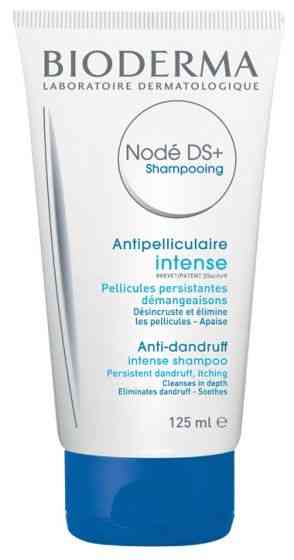 BIODERMA
LABORATOIRE DERMATOLOGIQUE
Nodé DS+
Shampooing
Antipelliculaire
intense
BREVET/PATENT
Pellicules persistantes
démangeaisons
Désincruste et élimine
les pellicules - Apaise
Anti-dandruff
intense shampoo
Persistent dandruff, itching
Cleanses in depth
Eliminates dandruff - Soothes
125 ml ℮